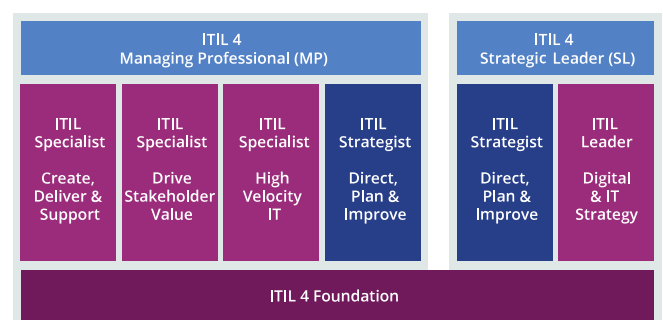 ITIL 4
Managing Professional (MP)
ITIL 4
Strategic Leader (SL)
ITIL
Specialist
Create,
Deliver &
Support
ITIL
Specialist
Drive
Stakeholder
Value
ITIL
Specialist
High
Velocity
IT
ITIL
Strategist
Direct,
Plan &
Improve
ITIL
Strategist
Direct,
Plan &
Improve
ITIL
Leader
Digital
& IT
Strategy
ITIL 4 Foundation